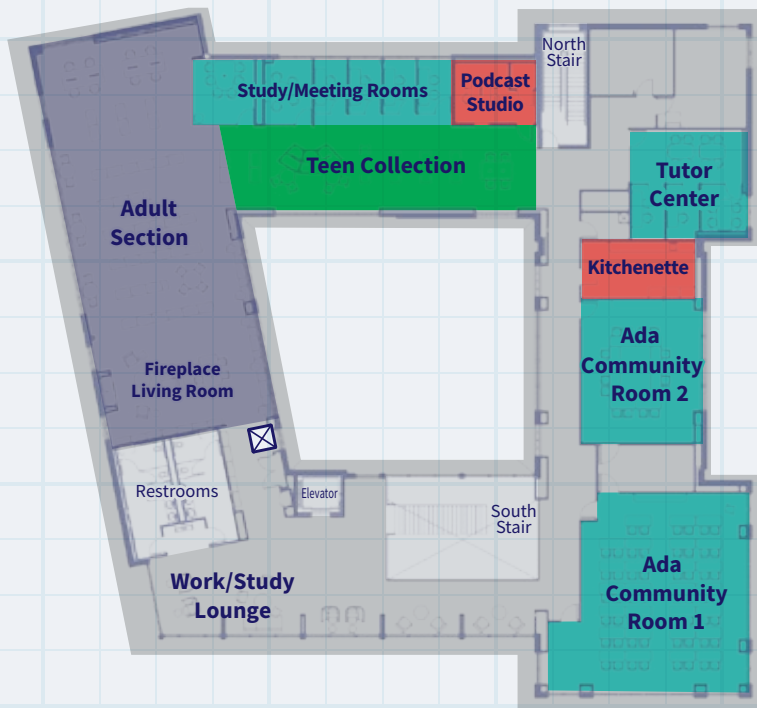 North
Stair
Study/Meeting Rooms
Podcast
Studio
Teen Collection
Tutor
Center
Adult
Section
Kitchenette
Ada
Community
Room 2
Fireplace
Living Room
Restrooms
Elevator
South
Stair
Work/Study
Lounge
Ada
Community
Room 1